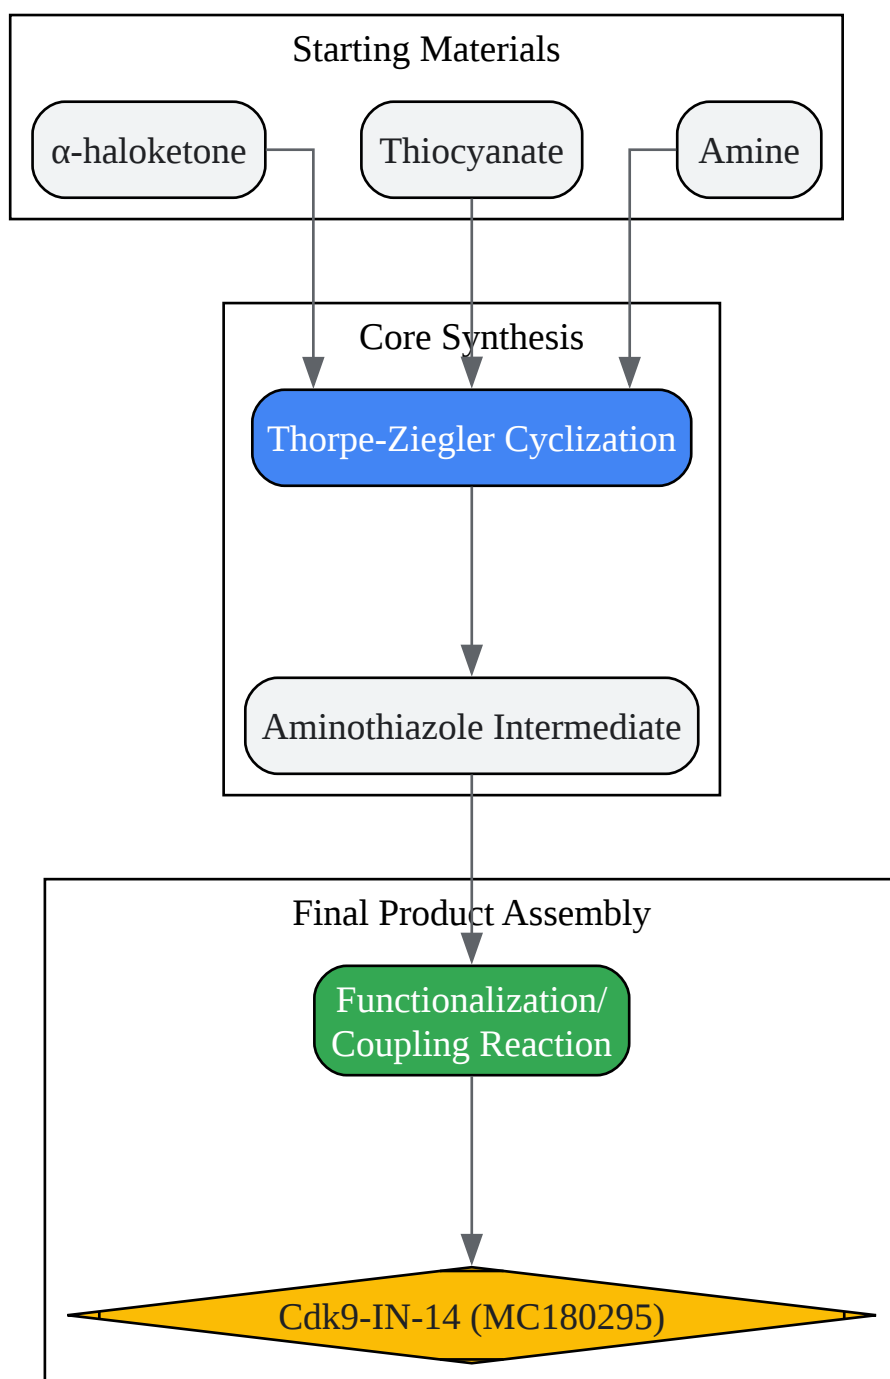 Starting Materials
α-haloketone
Thiocyanate
Amine
Core Synthesis
Thorpe-Ziegler Cyclization
Aminothiazole Intermediate
Final Product Assembly
Functionalization/
Coupling Reaction
Cdk9-IN-14 (MC180295)